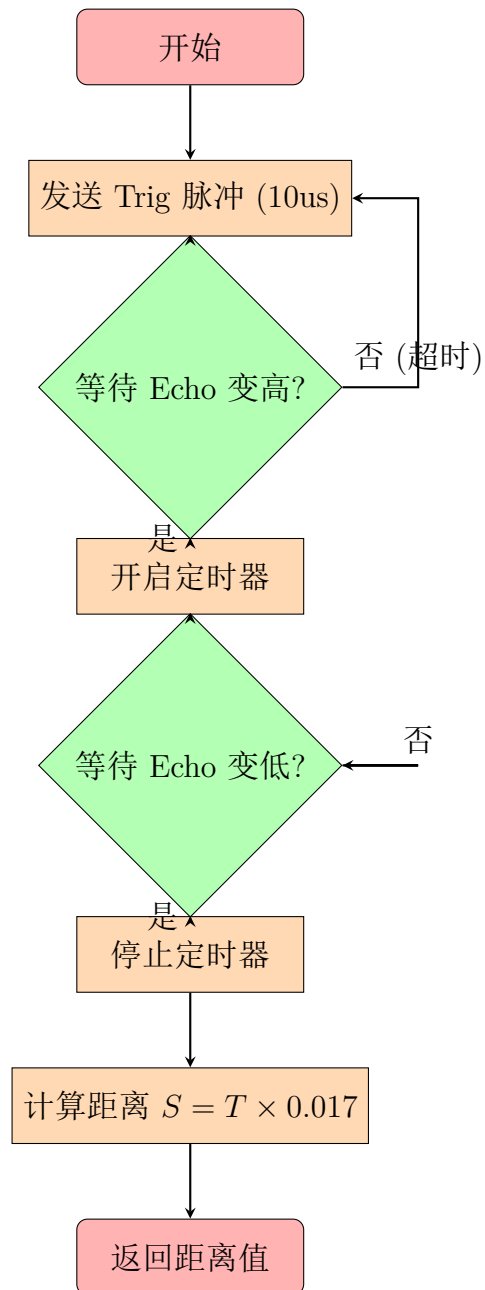 开始
发送 Trig 脉冲 (10us)
等待 Echo 变高?
否 (超时)
是
开启定时器
等待 Echo 变低?
否
是
停止定时器
计算距离 S = T × 0.017
返回距离值